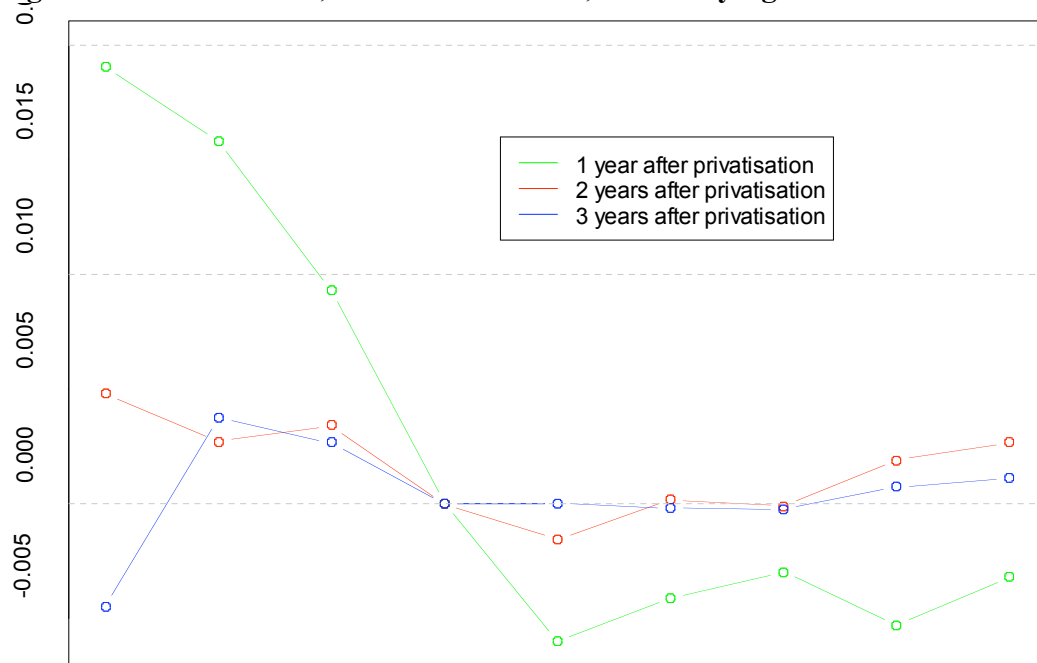 0.015
0.010
0.005
0.000
-0.005
1 year after privatisation
2 years after privatisation
3 years after privatisation